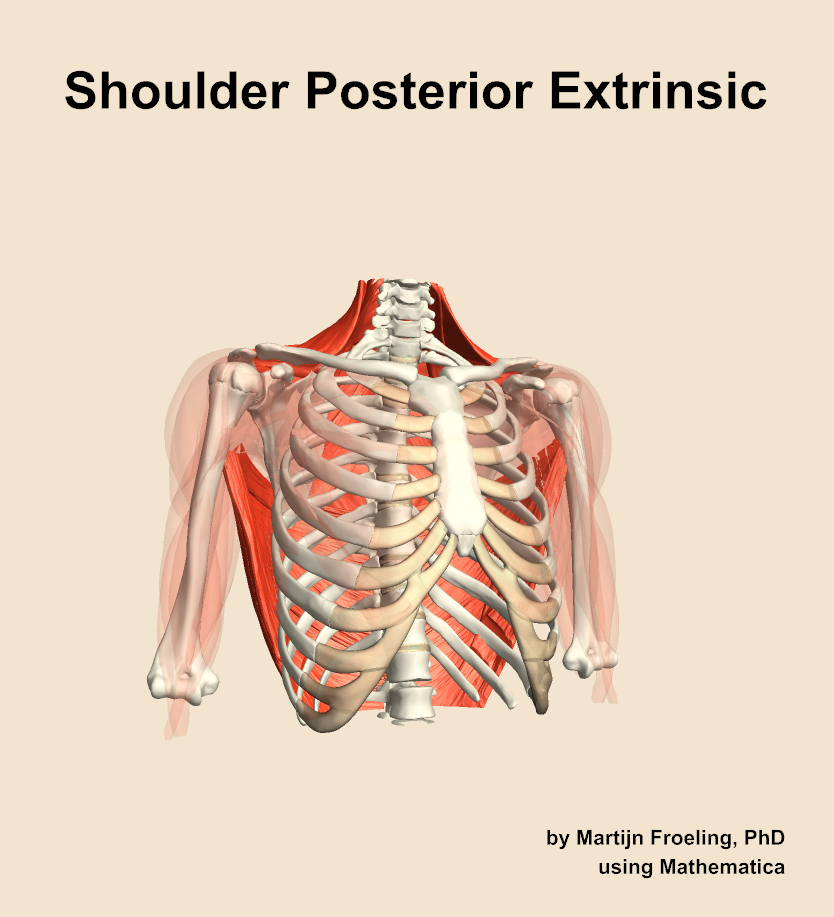 Shoulder Posterior Extrinsic
by Martijn Froeling, PhD
using Mathematica